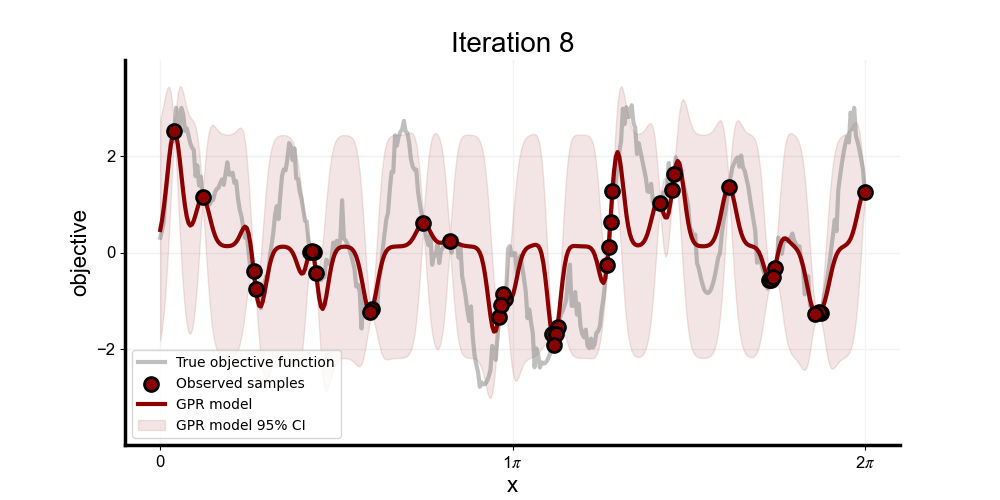 Iteration 8
objective
2
0
−2
True objective function
Observed samples
GPR model
GPR model 95% CI
0
1π
2π
x